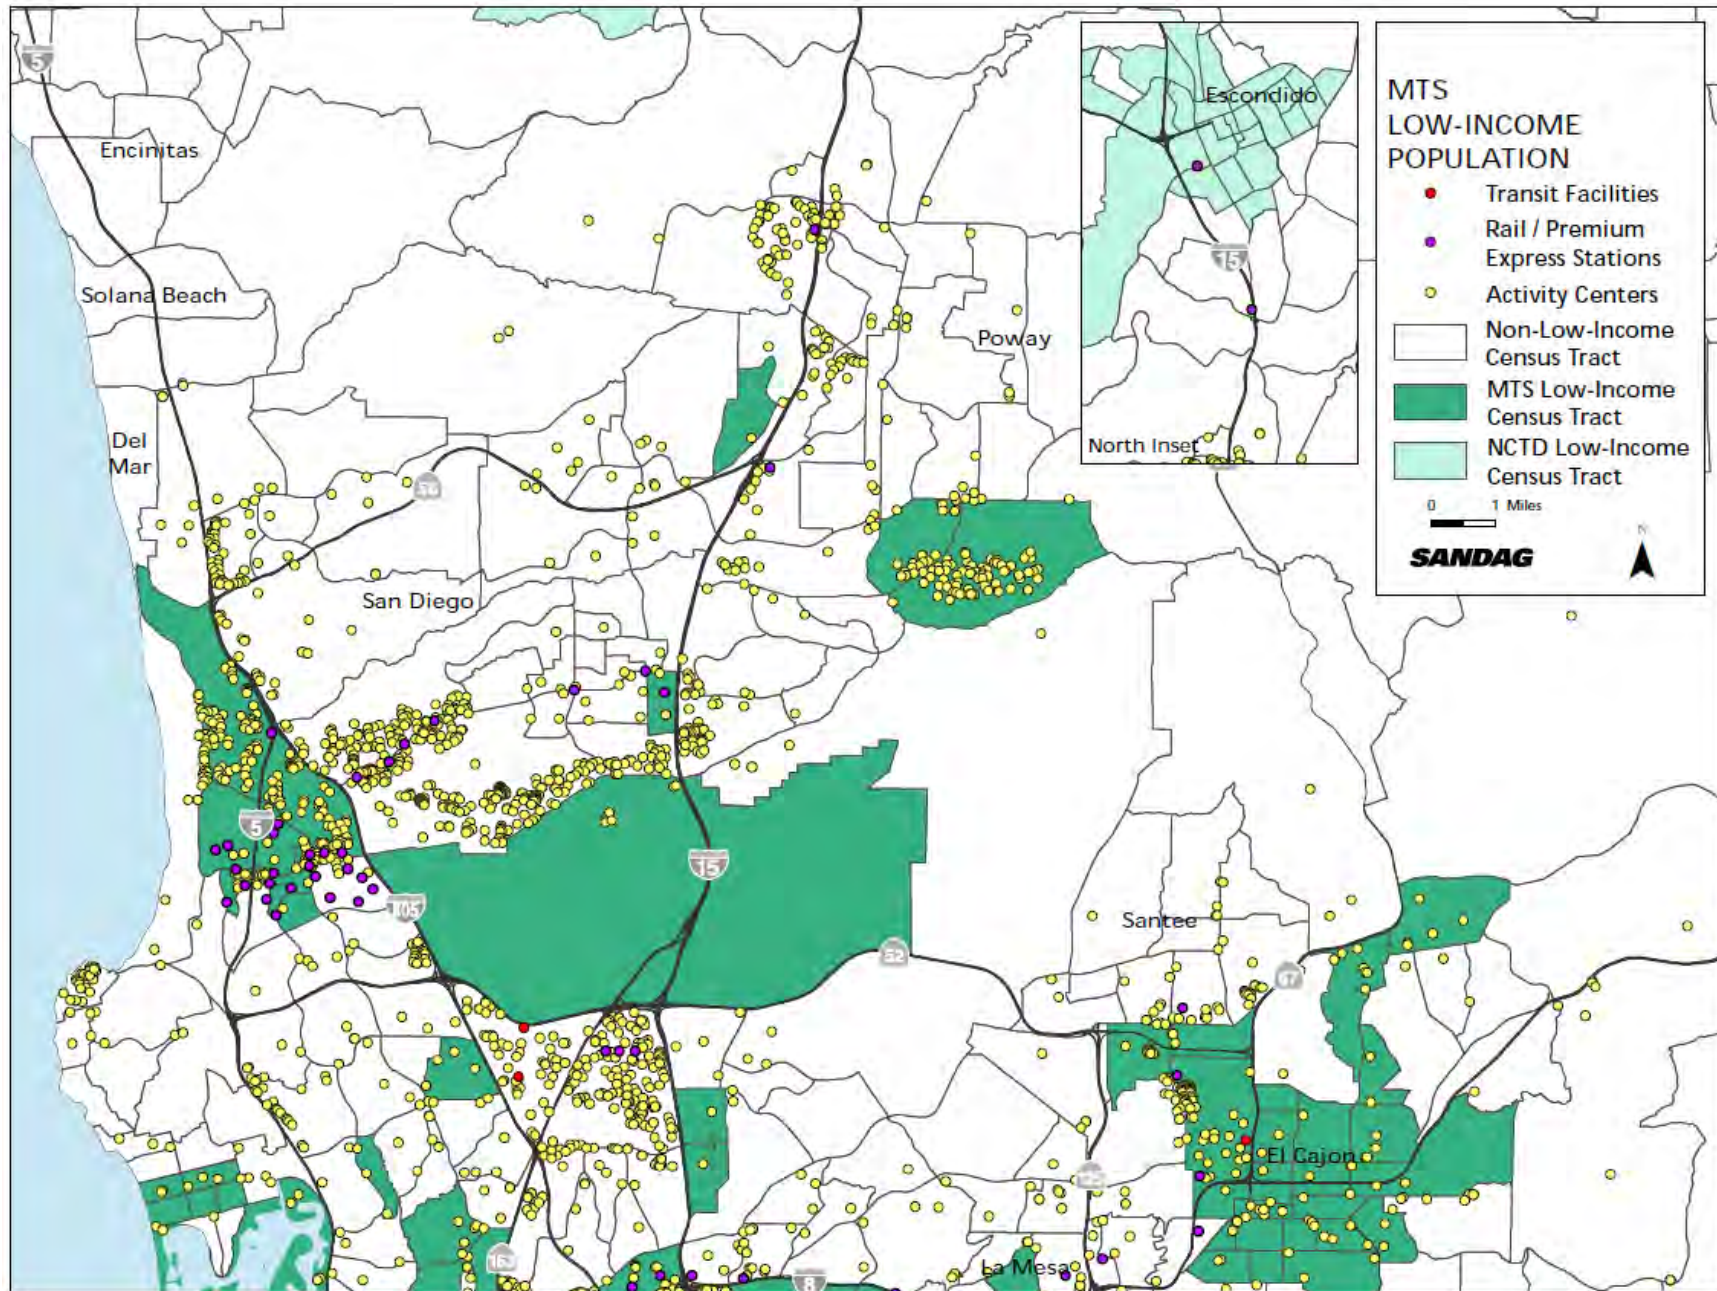 5
Encinitas
Solana Beach
Del
Mar
56
San Diego
Poway
5
15
805
52
Santee
67
El Cajon
125
163
8
La Mesa
Escondido
15
North Inset
MTS
LOW-INCOME
POPULATION
Transit Facilities
Rail / Premium
Express Stations
Activity Centers
Non-Low-Income
Census Tract
MTS Low-Income
Census Tract
NCTD Low-Income
Census Tract
0 1 Miles
SANDAG
N